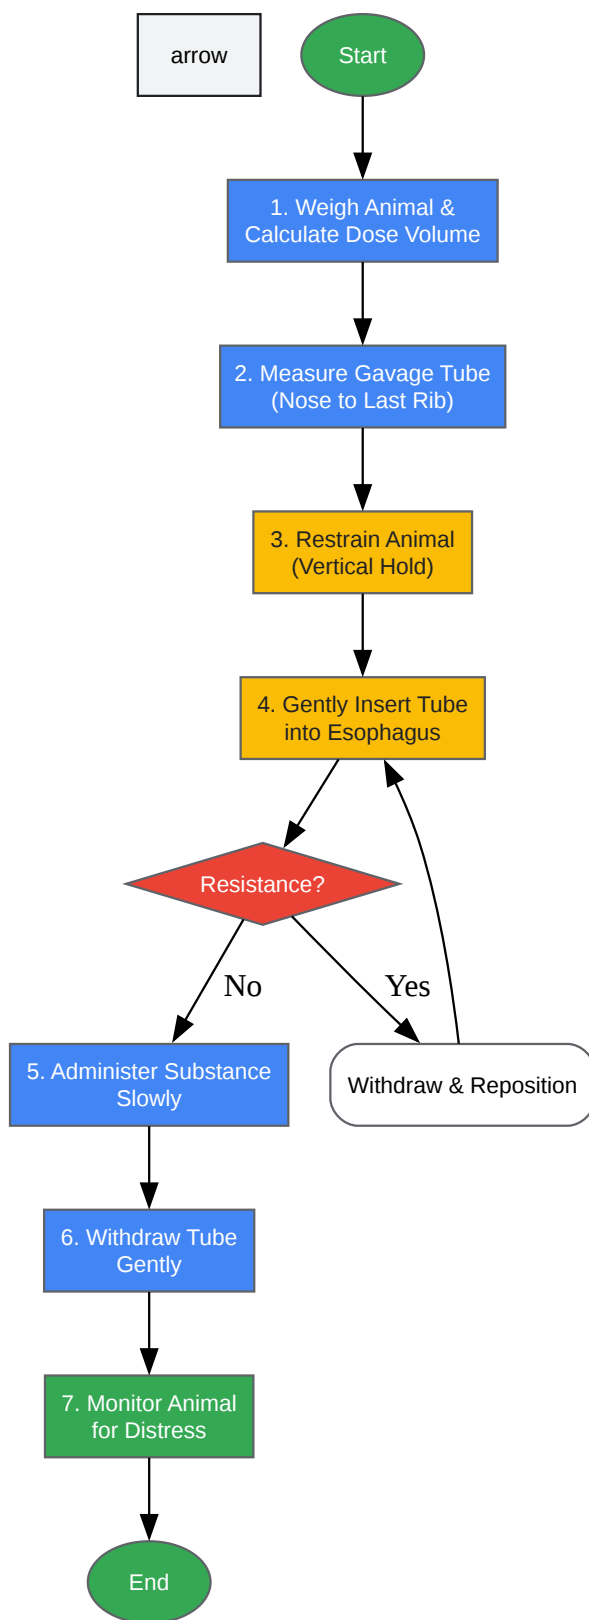 arrow
Start
1. Weigh Animal &
Calculate Dose Volume
2. Measure Gavage Tube
(Nose to Last Rib)
3. Restrain Animal
(Vertical Hold)
4. Gently Insert Tube
into Esophagus
Resistance?
No
Yes
5. Administer Substance
Slowly
Withdraw & Reposition
6. Withdraw Tube
Gently
7. Monitor Animal
for Distress
End